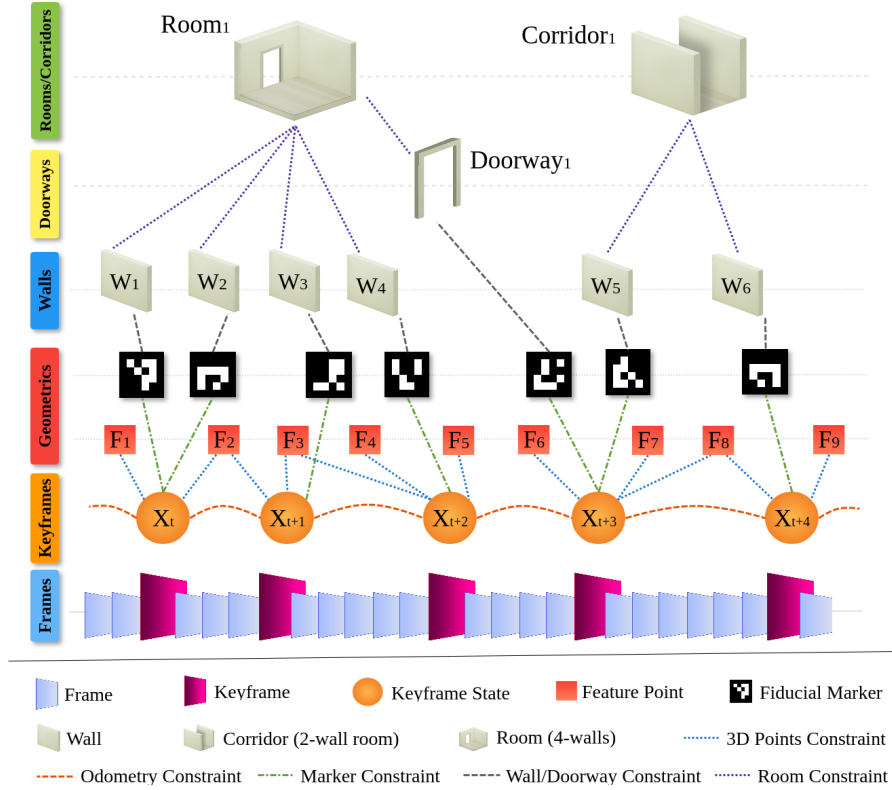 Room1
Corridor1
Rooms/Corridors
Doorway1
Doorways
W1 W2 W3 W4 W5 W6
Walls
Geometrics
F1 F2 F3 F4 F5 F6 F7 F8 F9
Keyframes
Xt Xt+1 Xt+2 Xt+3 Xt+4
Frames
Frame Keyframe Keyframe State Feature Point Fiducial Marker
Wall Corridor (2-wall room) Room (4-walls) 3D Points Constraint
Odometry Constraint Marker Constraint Wall/Doorway Constraint Room Constraint